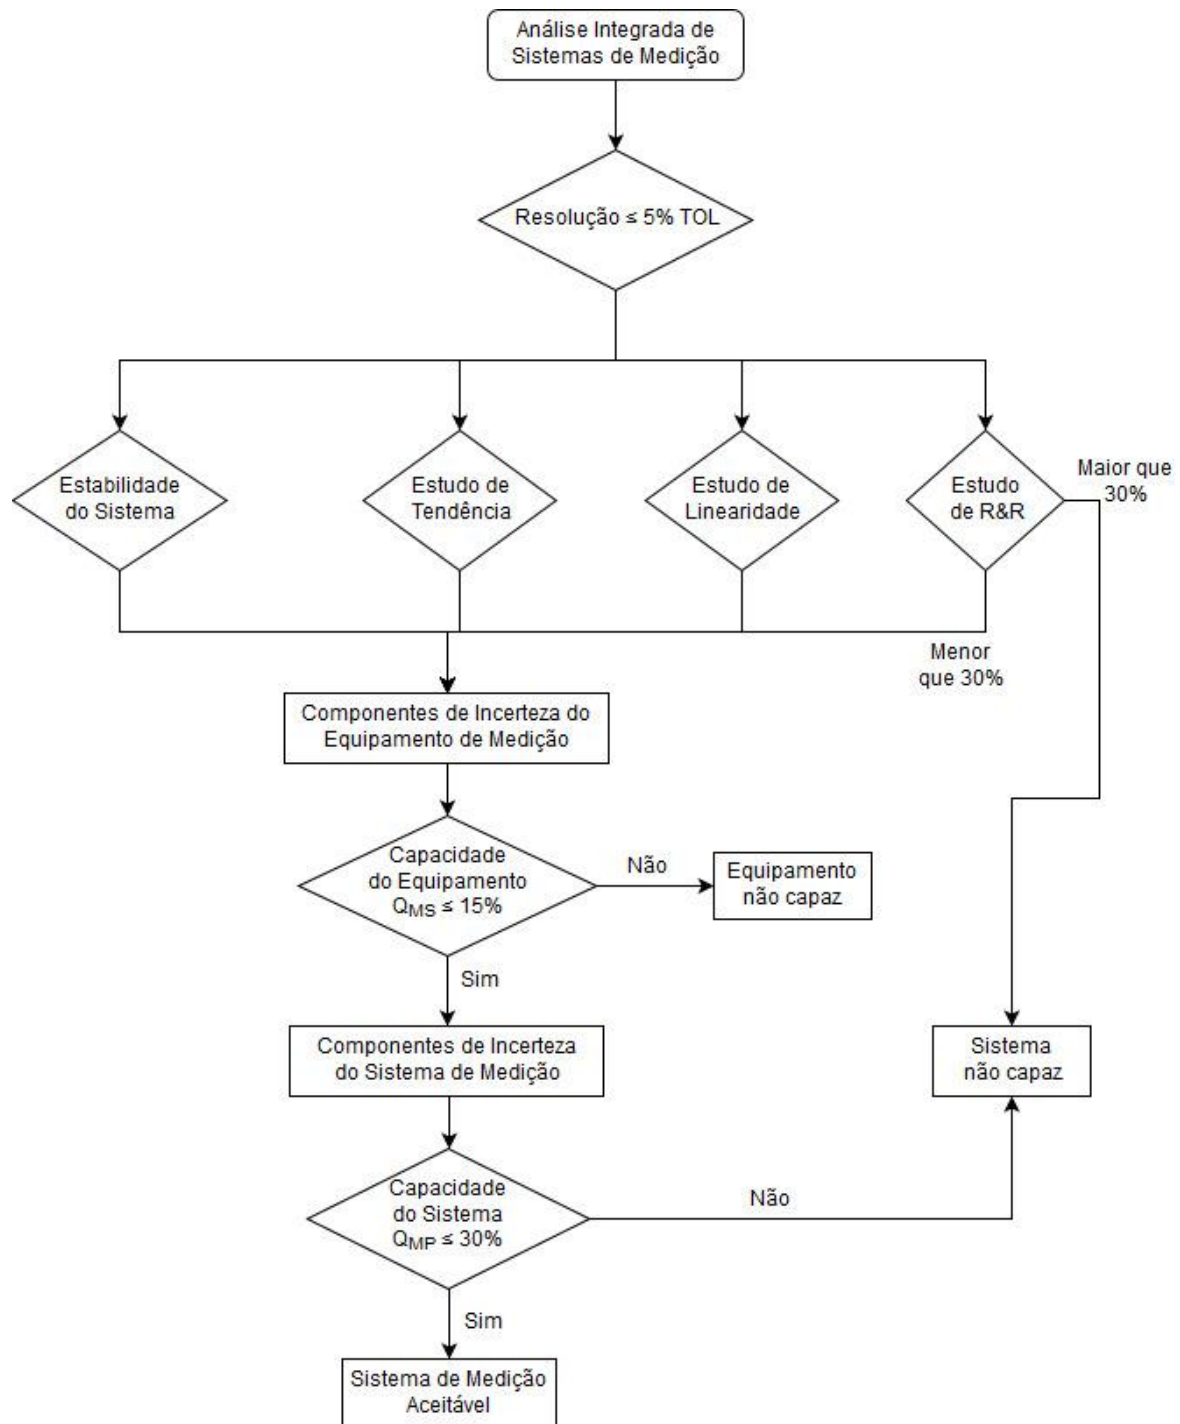 Análise Integrada de
Sistemas de Medição
Resolução ≤ 5% TOL
Estabilidade
do Sistema
Estudo de
Tendência
Estudo de
Linearidade
Estudo
de R&R
Maior que
30%
Menor
que 30%
Componentes de Incerteza do
Equipamento de Medição
Capacidade
do Equipamento
QMS ≤ 15%
Não
Equipamento
não capaz
Sim
Componentes de Incerteza
do Sistema de Medição
Sistema
não capaz
Capacidade
do Sistema
QMP ≤ 30%
Não
Sim
Sistema de Medição
Aceitável